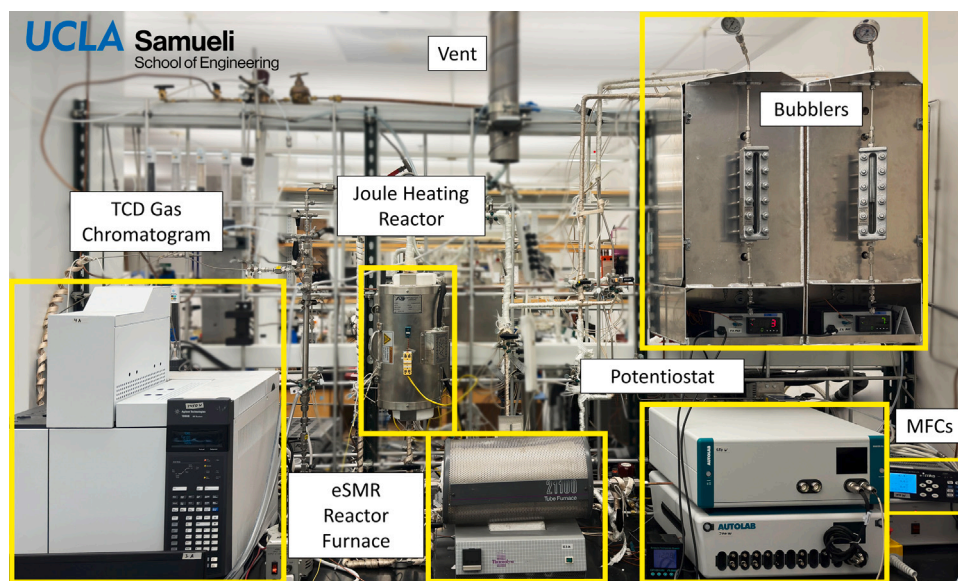 UCLA Samueli
School of Engineering
Vent
Bubblers
TCD Gas
Chromatogram
Joule Heating
Reactor
Potentiostat
MFCs
eSMR
Reactor
Furnace
21100
Tube Furnace
AUTOLAB
AUTOLAB